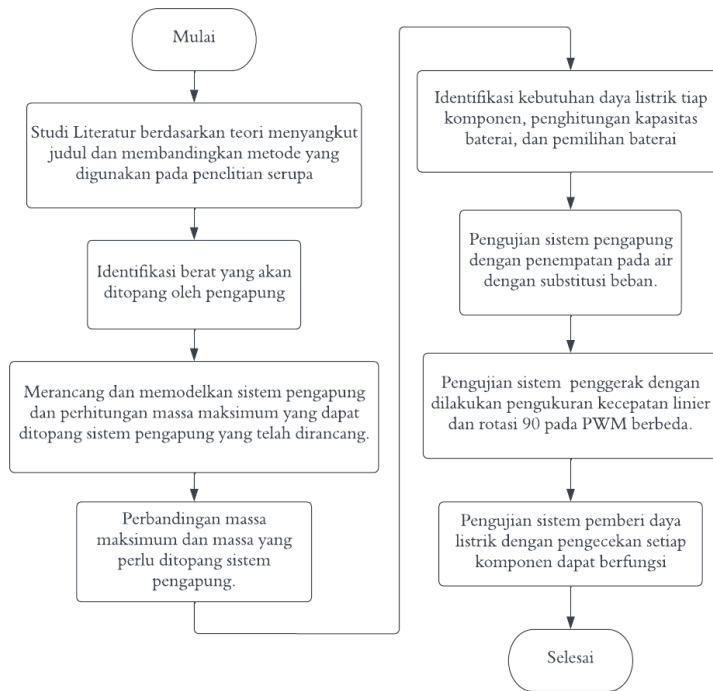 Mulai
Studi Literatur berdasarkan teori menyangkut
judul dan membandingkan metode yang
digunakan pada penelitian serupa
Identifikasi berat yang akan
ditopang oleh pengapung
Merancang dan memodelkan sistem pengapung
dan perhitungan massa maksimum yang dapat
ditopang sistem pengapung yang telah dirancang.
Perbandingan massa
maksimum dan massa yang
perlu ditopang sistem
pengapung.
Identifikasi kebutuhan daya listrik tiap
komponen, penghitungan kapasitas
baterai, dan pemilihan baterai
Pengujian sistem pengapung
dengan penempatan pada air
dengan substitusi beban.
Pengujian sistem penggerak dengan
dilakukan pengukuran kecepatan linier
dan rotasi 90 pada PWM berbeda.
Pengujian sistem pemberi daya
listrik dengan pengecekan setiap
komponen dapat berfungsi
Selesai